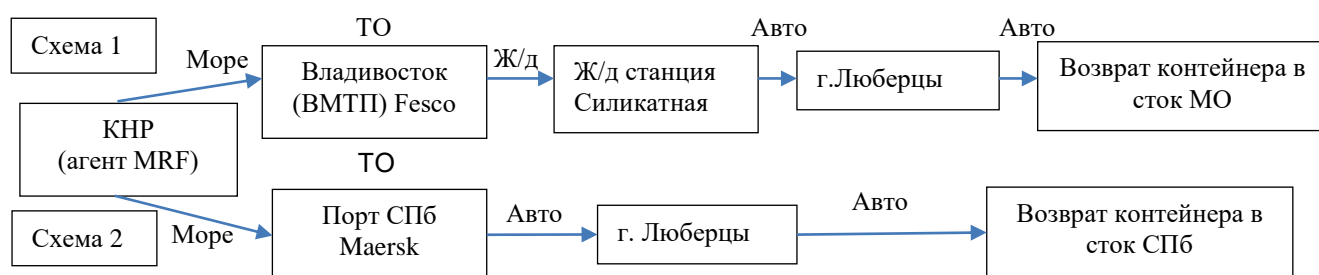 Схема 1
Море
ТО
Владивосток
(ВМТП) Fesco
Ж/д
Ж/д станция
Силикатная
Авто
г.Люберцы
Авто
Возврат контейнера в
сток МО
КНР
(агент MRF)
Схема 2
Море
ТО
Порт СПб
Maersk
Авто
г. Люберцы
Авто
Возврат контейнера в
сток СПб